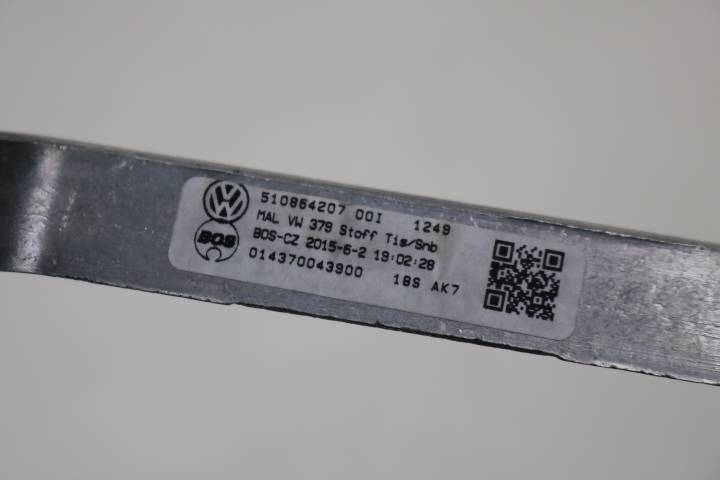 510864207 00I 1249
MAL VW 379 Stoff Tis/Snb
BOS-CZ 2015-6-2 19:02:28
BOS
014370043900 18S AK7